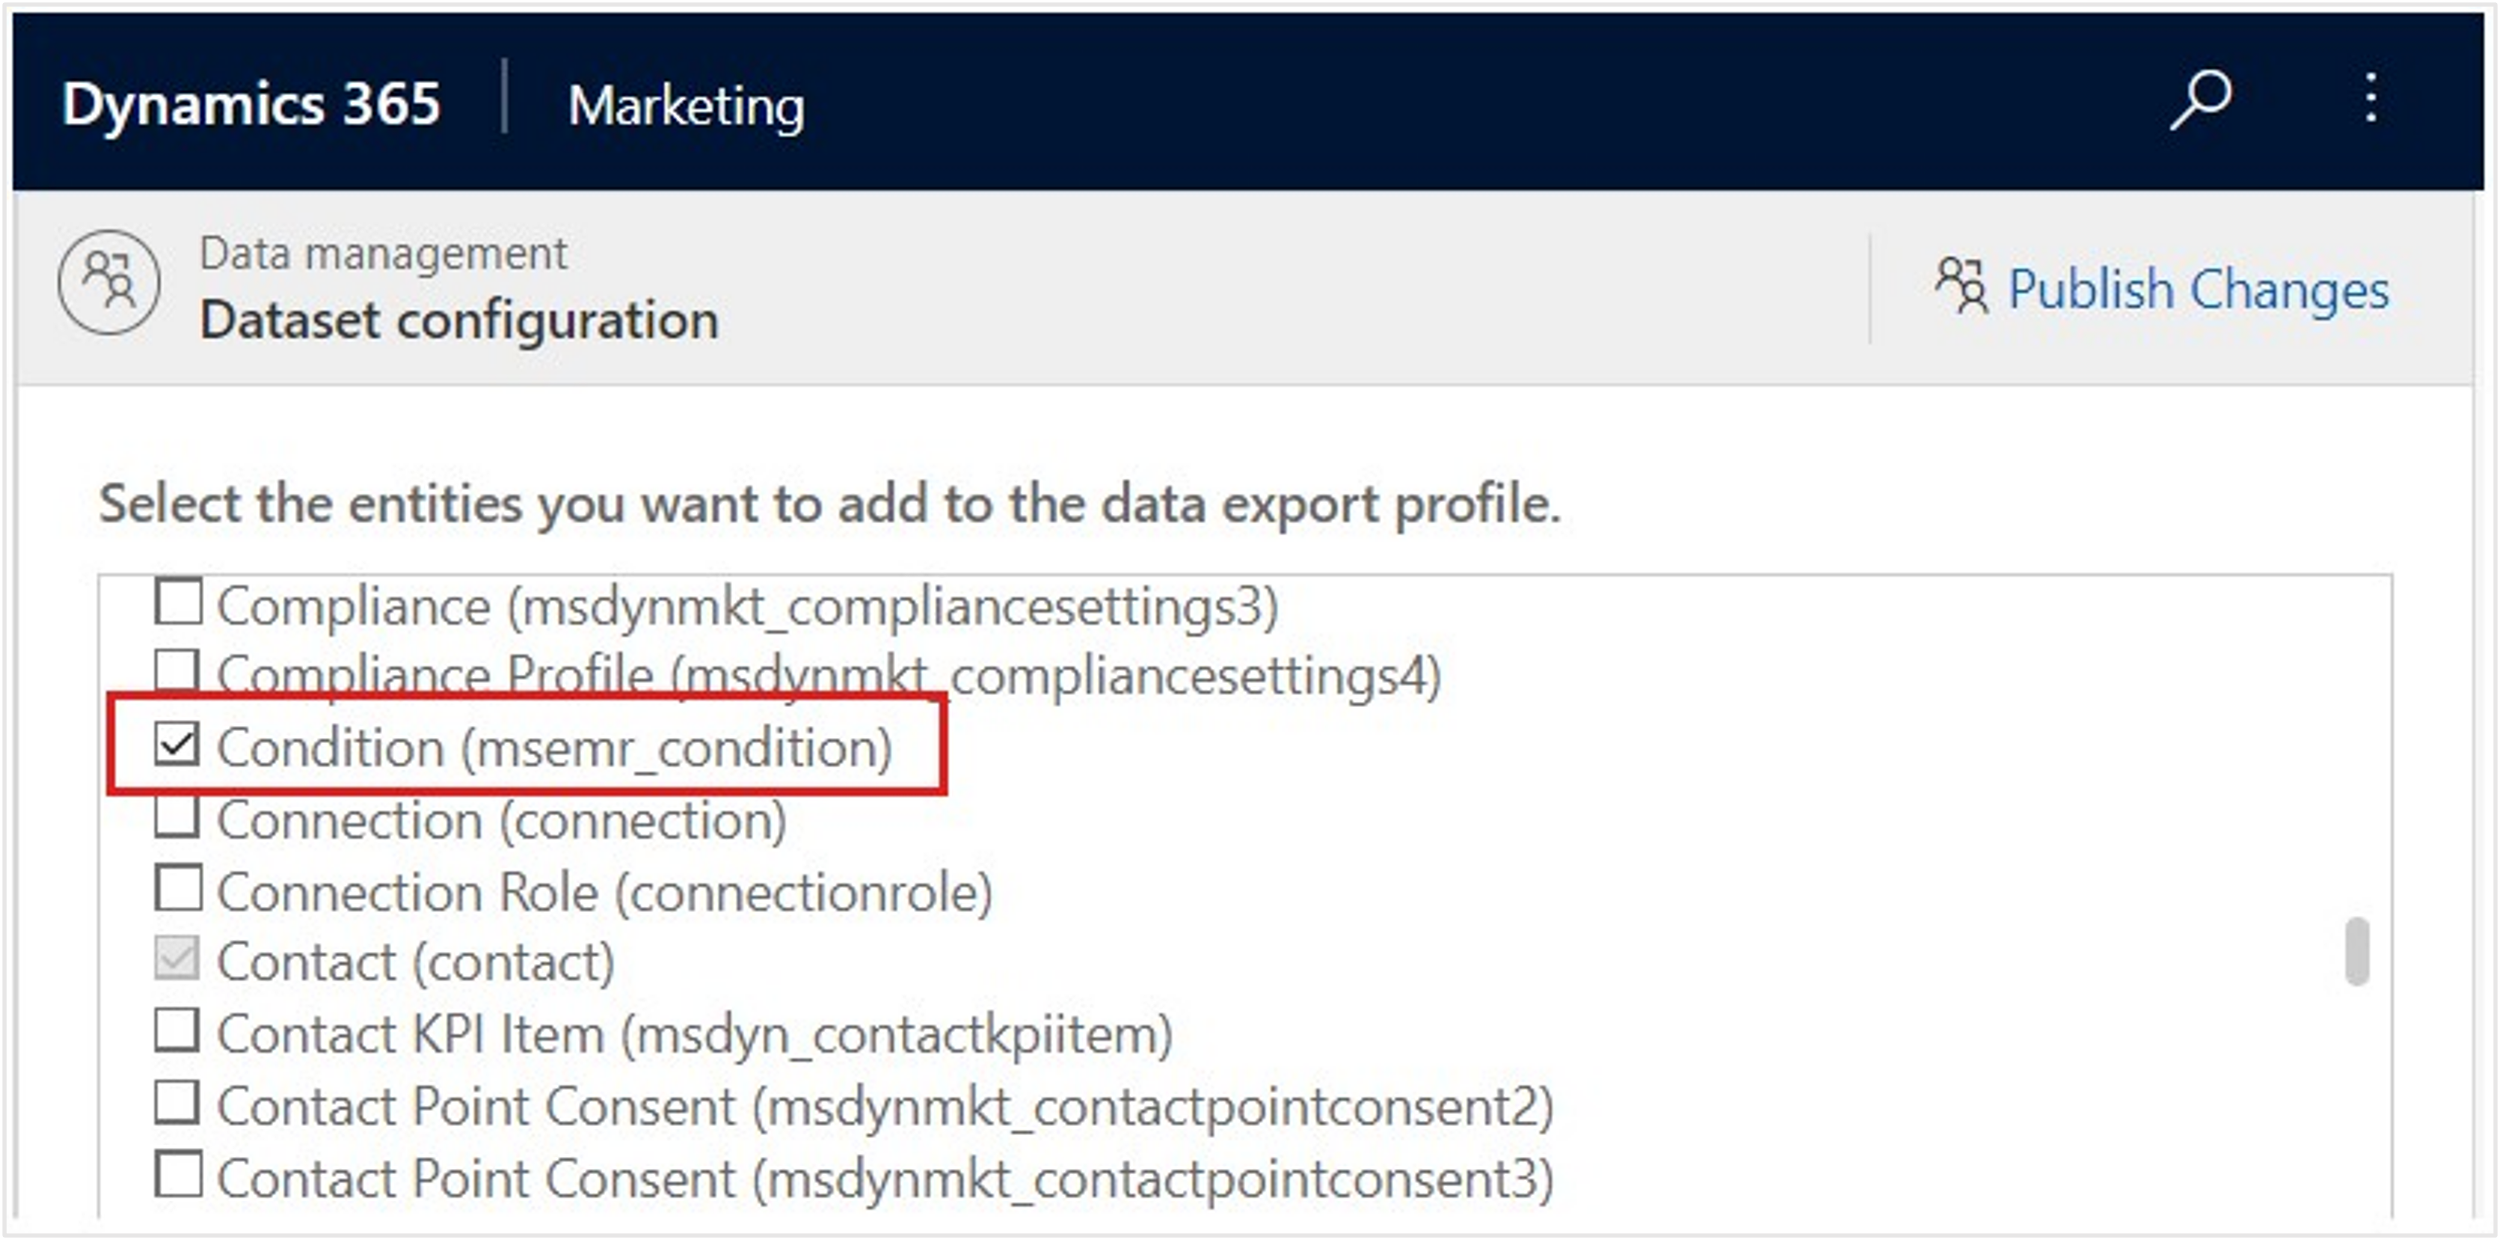 Dynamics 365 Marketing
Data management
Dataset configuration
Publish Changes
Select the entities you want to add to the data export profile.
Compliance (msdynmkt_compliancesettings3)
Compliance Profile (msdynmkt_compliancesettings4)
Condition (msemr_condition)
Connection (connection)
Connection Role (connectionrole)
Contact (contact)
Contact KPI Item (msdyn_contactkpiitem)
Contact Point Consent (msdynmkt_contactpointconsent2)
Contact Point Consent (msdynmkt_contactpointconsent3)